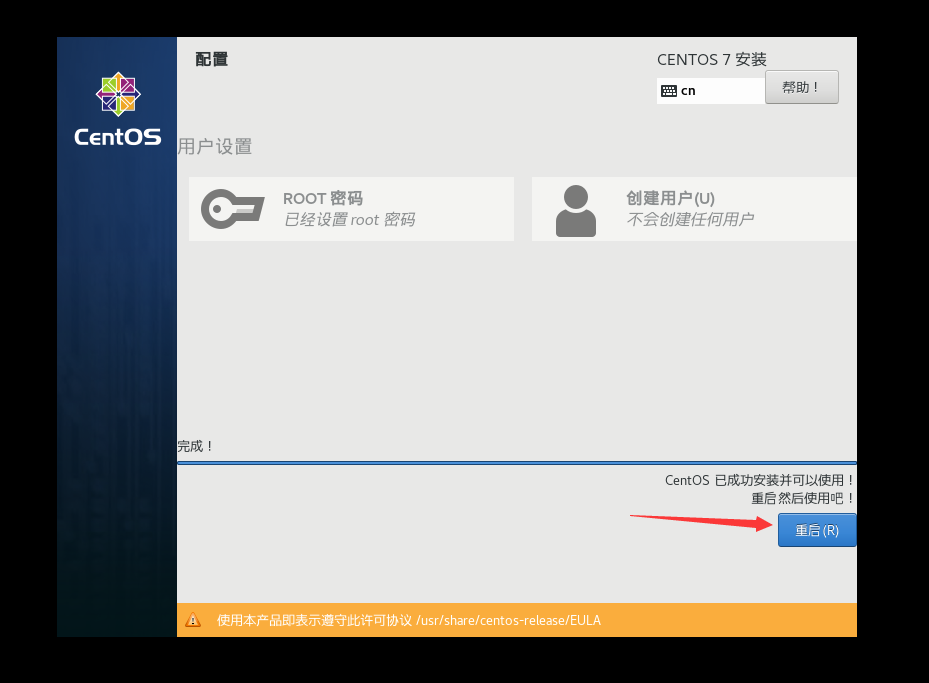 配置
CENTOS 7 安装
cn
帮助！
CentOS
用户设置
ROOT 密码
已经设置 root 密码
创建用户(U)
不会创建任何用户
完成！
CentOS 已成功安装并可以使用！
重启然后使用吧！
重启(R)
使用本产品即表示遵守此许可协议 /usr/share/centos-release/EULA